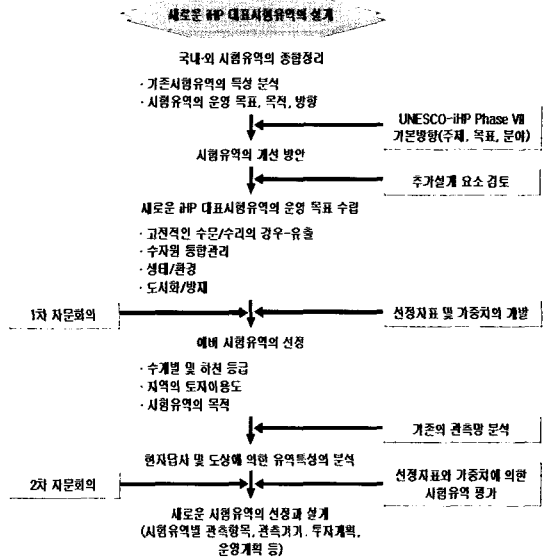 새로운 iHP 대표시험유역의 설계
국내·외 시험유역의 종합정리
· 기존시험유역의 특성 분석
· 시험유역의 운영 목표, 목적, 방향
UNESCO-iHP Phase VII
기본방향(주제, 목표, 분야)
시험유역의 개선 방안
추가설계 요소 검토
새로운 iHP 대표시험유역의 운영 목표 수립
· 고전적인 수문/수리의 강우-유출
· 수자원 통합관리
· 생태/환경
· 도시화/방재
1차 자문회의
선정지표 및 가중치의 개발
예비 시험유역의 선정
· 수계별 및 하천 등급
· 지역의 토지이용도
· 시험유역의 목적
기존의 관측망 분석
현지답사 및 도상에 의한 유역특성의 분석
2차 자문회의
선정지표와 가중치에 의한
시험유역 평가
새로운 시험유역의 선정과 설계
(시험유역별 관측항목, 관측기기, 투자계획,
운영계획 등)